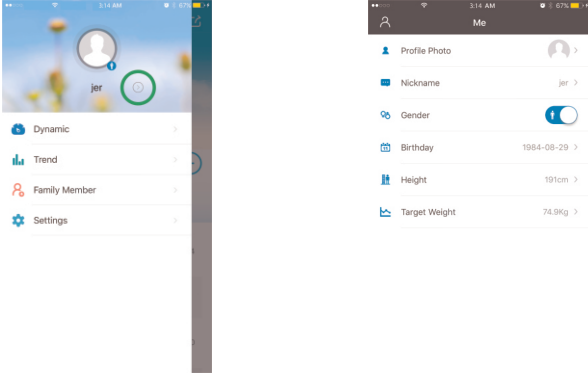 3:14 AM
67%
jer
Dynamic
Trend
Family Member
Settings
3:14 AM
67%
Me
Profile Photo
Nickname
jer
Gender
Birthday
1984-08-29
Height
191cm
Target Weight
74.9Kg